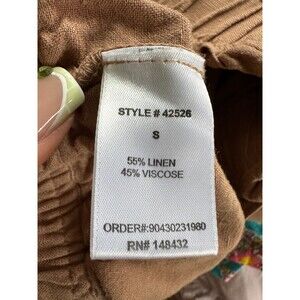 STYLE # 42526
S
55% LINEN
45% VISCOSE
ORDER#:90430231980
RN# 148432